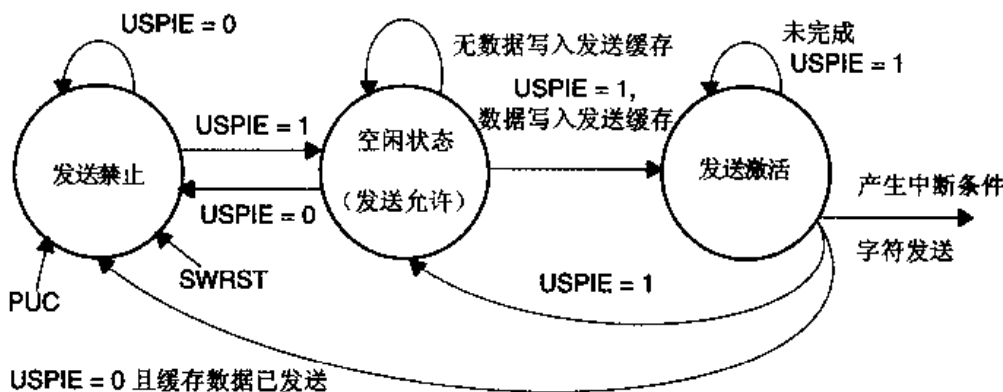 USPIE = 0
无数据写入发送缓存
未完成
USPIE = 1
USPIE = 1,
数据写入发送缓存
USPIE = 1
空闲状态
发送禁止
发送激活
（发送允许）
USPIE = 0
产生中断条件
字符发送
SWRST
USPIE = 1
PUC
USPIE = 0 且缓存数据已发送